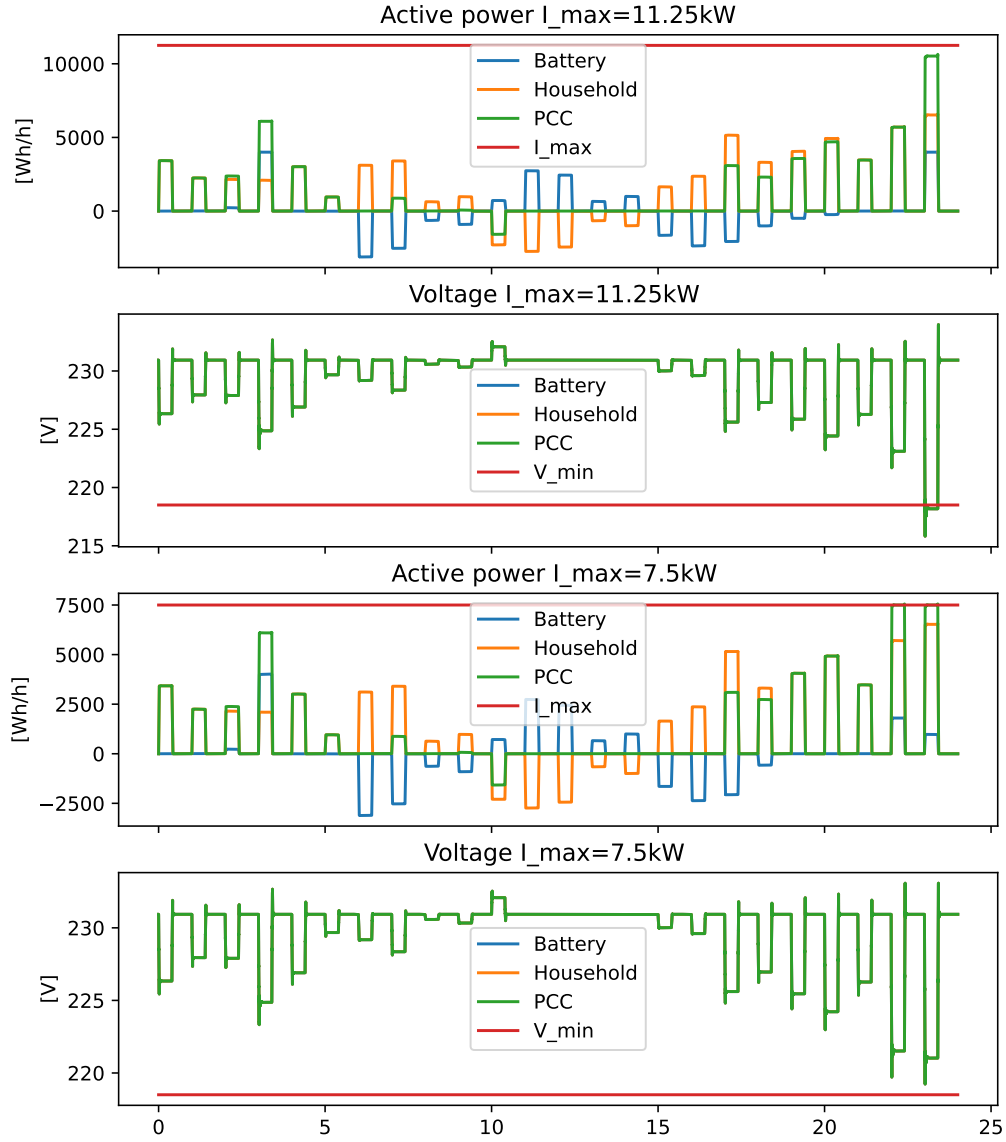 Active power I_max=11.25kW
10000
5000
0
[Wh/h]
Battery
Household
PCC
I_max
Voltage I_max=11.25kW
230
225
220
215
[V]
Battery
Household
PCC
V_min
Active power I_max=7.5kW
7500
5000
2500
0
−2500
[Wh/h]
Battery
Household
PCC
I_max
Voltage I_max=7.5kW
230
225
220
[V]
Battery
Household
PCC
V_min
0 5 10 15 20 25